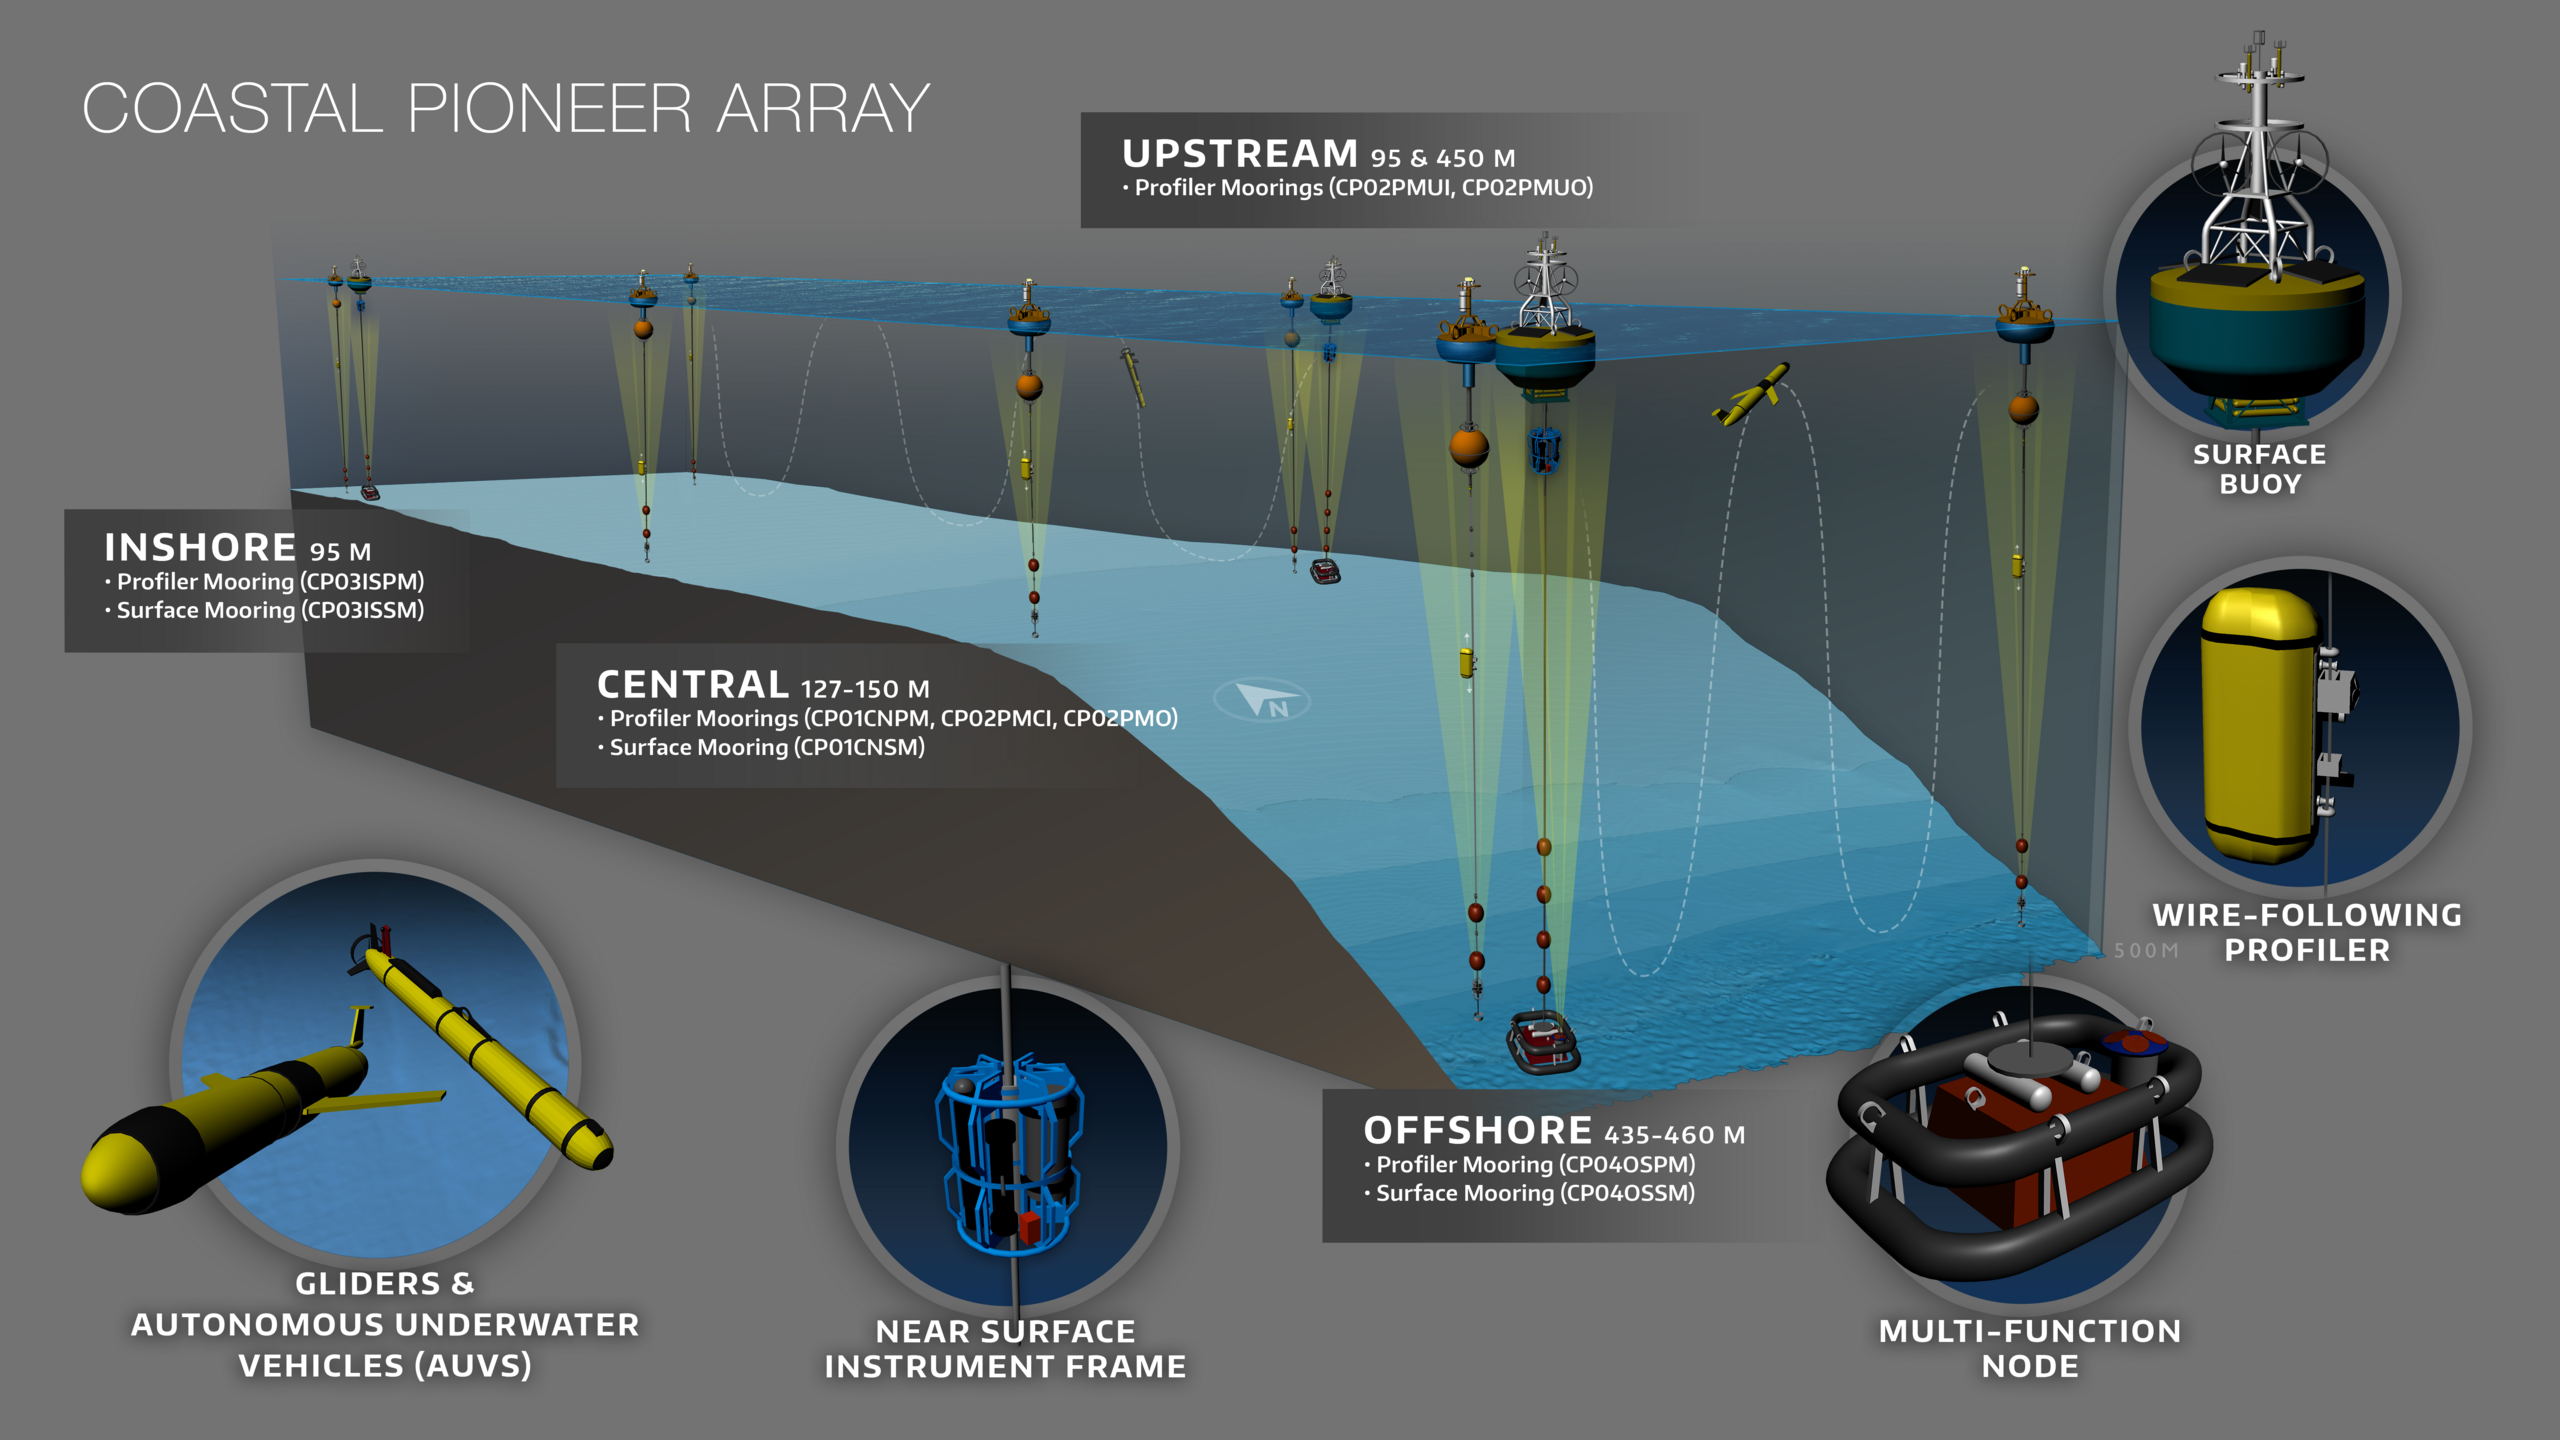 COASTAL PIONEER ARRAY
UPSTREAM 95 & 450 M
• Profiler Moorings (CP02PMUI, CP02PMUO)
SURFACE
BUOY
INSHORE 95 M
• Profiler Mooring (CP03ISPM)
• Surface Mooring (CP03ISSM)
CENTRAL 127-150 M
• Profiler Moorings (CP01CNPM, CP02PMCI, CP02PMO)
• Surface Mooring (CP01CNSM)
N
WIRE-FOLLOWING
PROFILER
500M
OFFSHORE 435-460 M
• Profiler Mooring (CP04OSPM)
• Surface Mooring (CP04OSSM)
GLIDERS &
AUTONOMOUS UNDERWATER
VEHICLES (AUVS)
NEAR SURFACE
INSTRUMENT FRAME
MULTI-FUNCTION
NODE